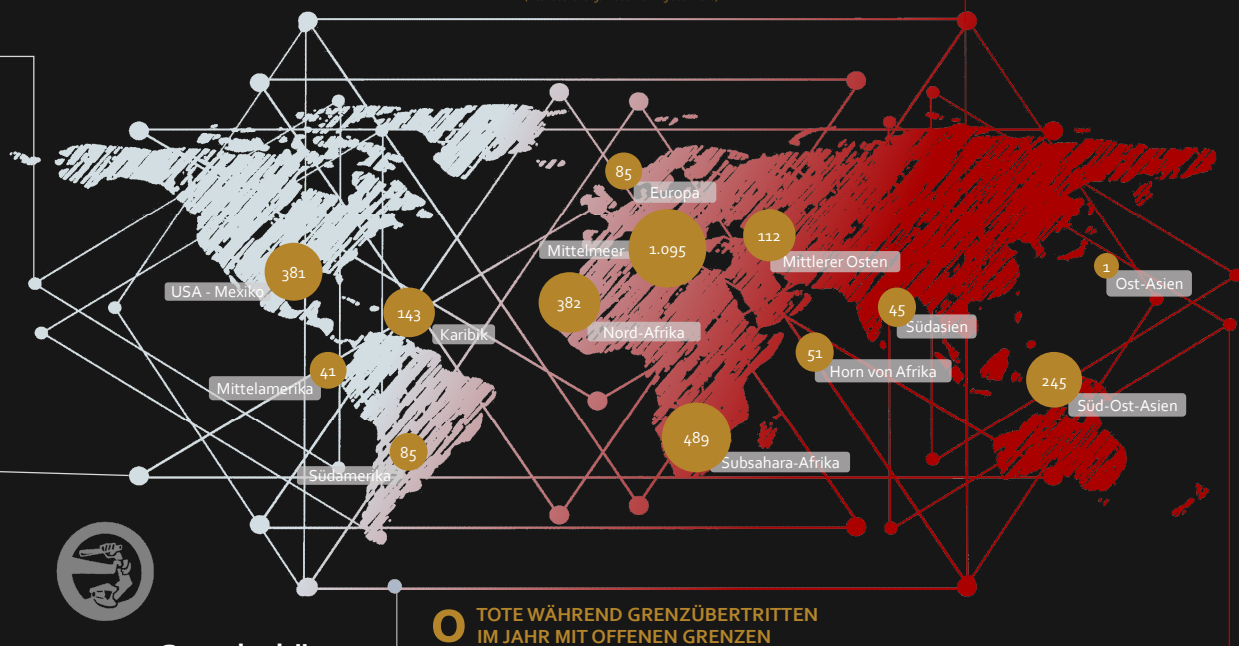 85
Europa
1.095
Mittelmeer
112
Mittlerer Osten
381
USA - Mexiko
382
Nord-Afrika
143
Karibik
1
Ost-Asien
45
Südasien
51
Horn von Afrika
41
Mittelamerika
245
Süd-Ost-Asien
489
Subsahara-Afrika
85
Südamerika
0 TOTE WÄHREND GRENZÜBERTRITTEN
IM JAHR MIT OFFENEN GRENZEN